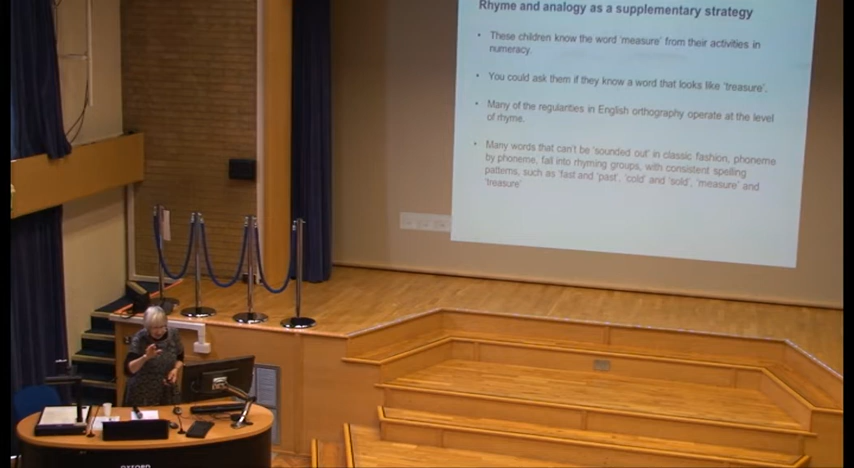 Rhyme and analogy as a supplementary strategy
• These children know the word 'measure' from their activities in
numeracy.
• You could ask them if they know a word that looks like 'treasure'.
• Many of the regularities in English orthography operate at the level
of rhyme.
• Many words that can't be 'sounded out' in classic fashion, phoneme
by phoneme, fall into rhyming groups, with consistent spelling
patterns, such as 'fast and 'past', 'cold' and 'sold', 'measure' and
'treasure'
OXFORD